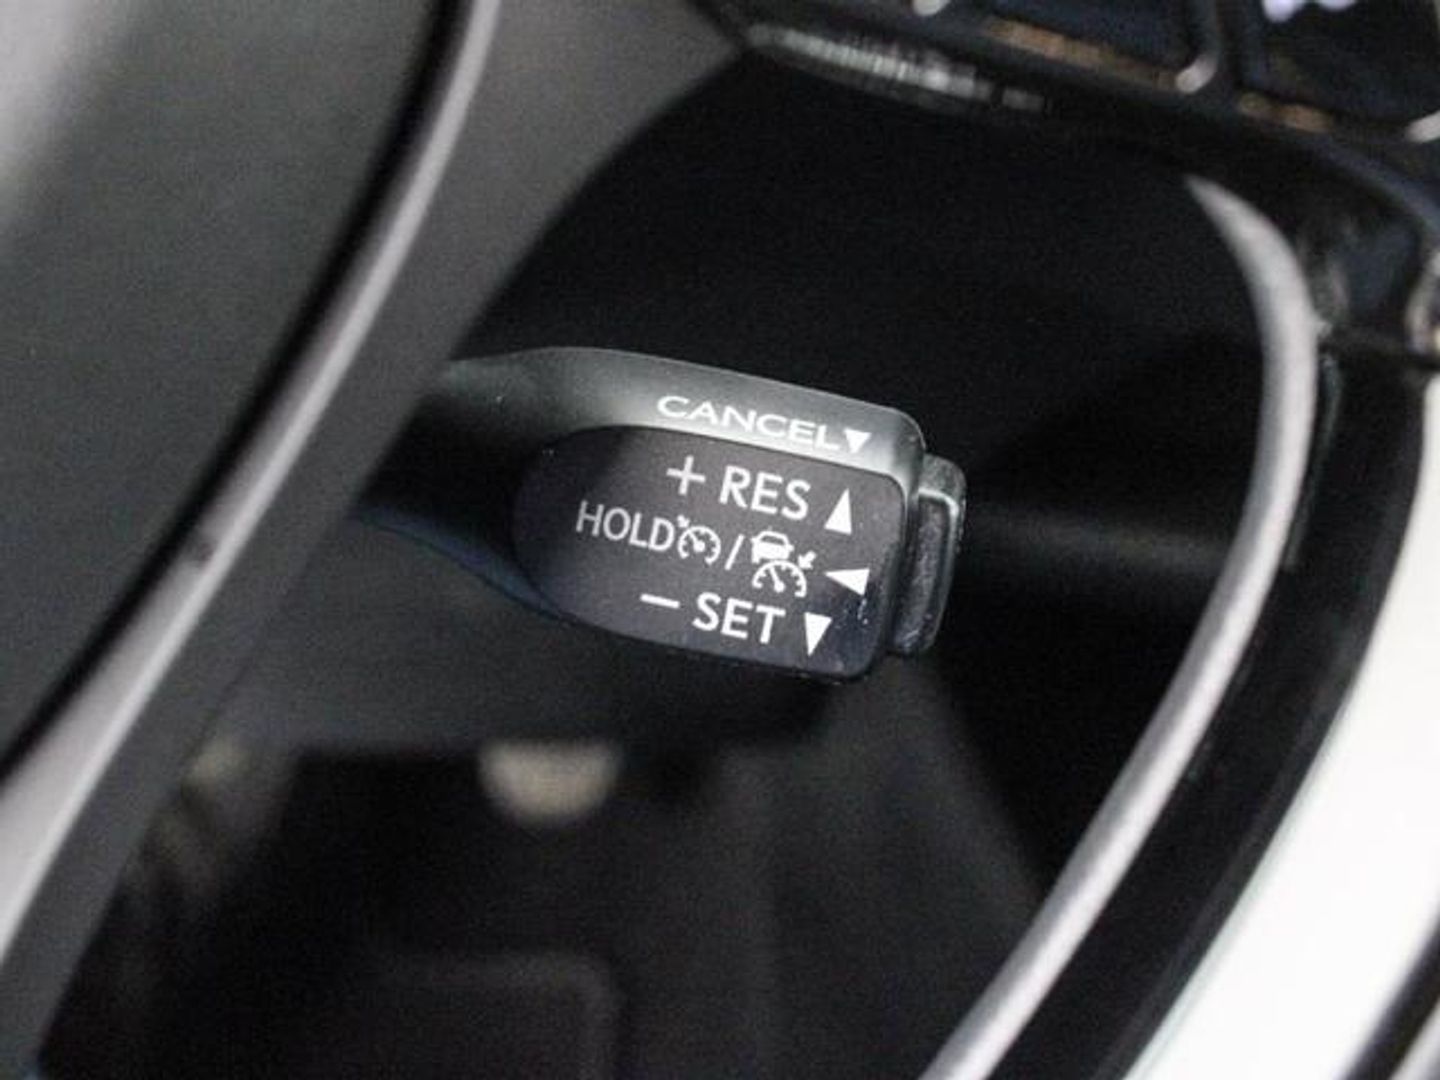 CANCEL▼
+ RES ▲
HOLD / ◀
− SET ▼